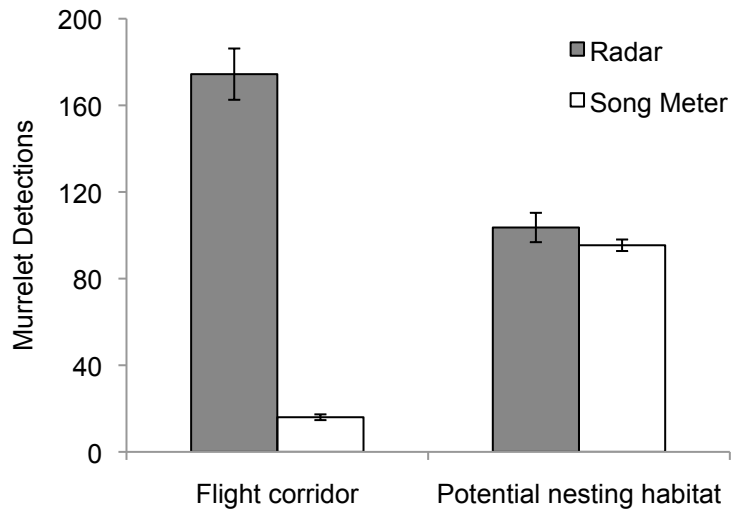 200
160
120
80
40
0
Murrelet Detections
Radar
Song Meter
Flight corridor
Potential nesting habitat